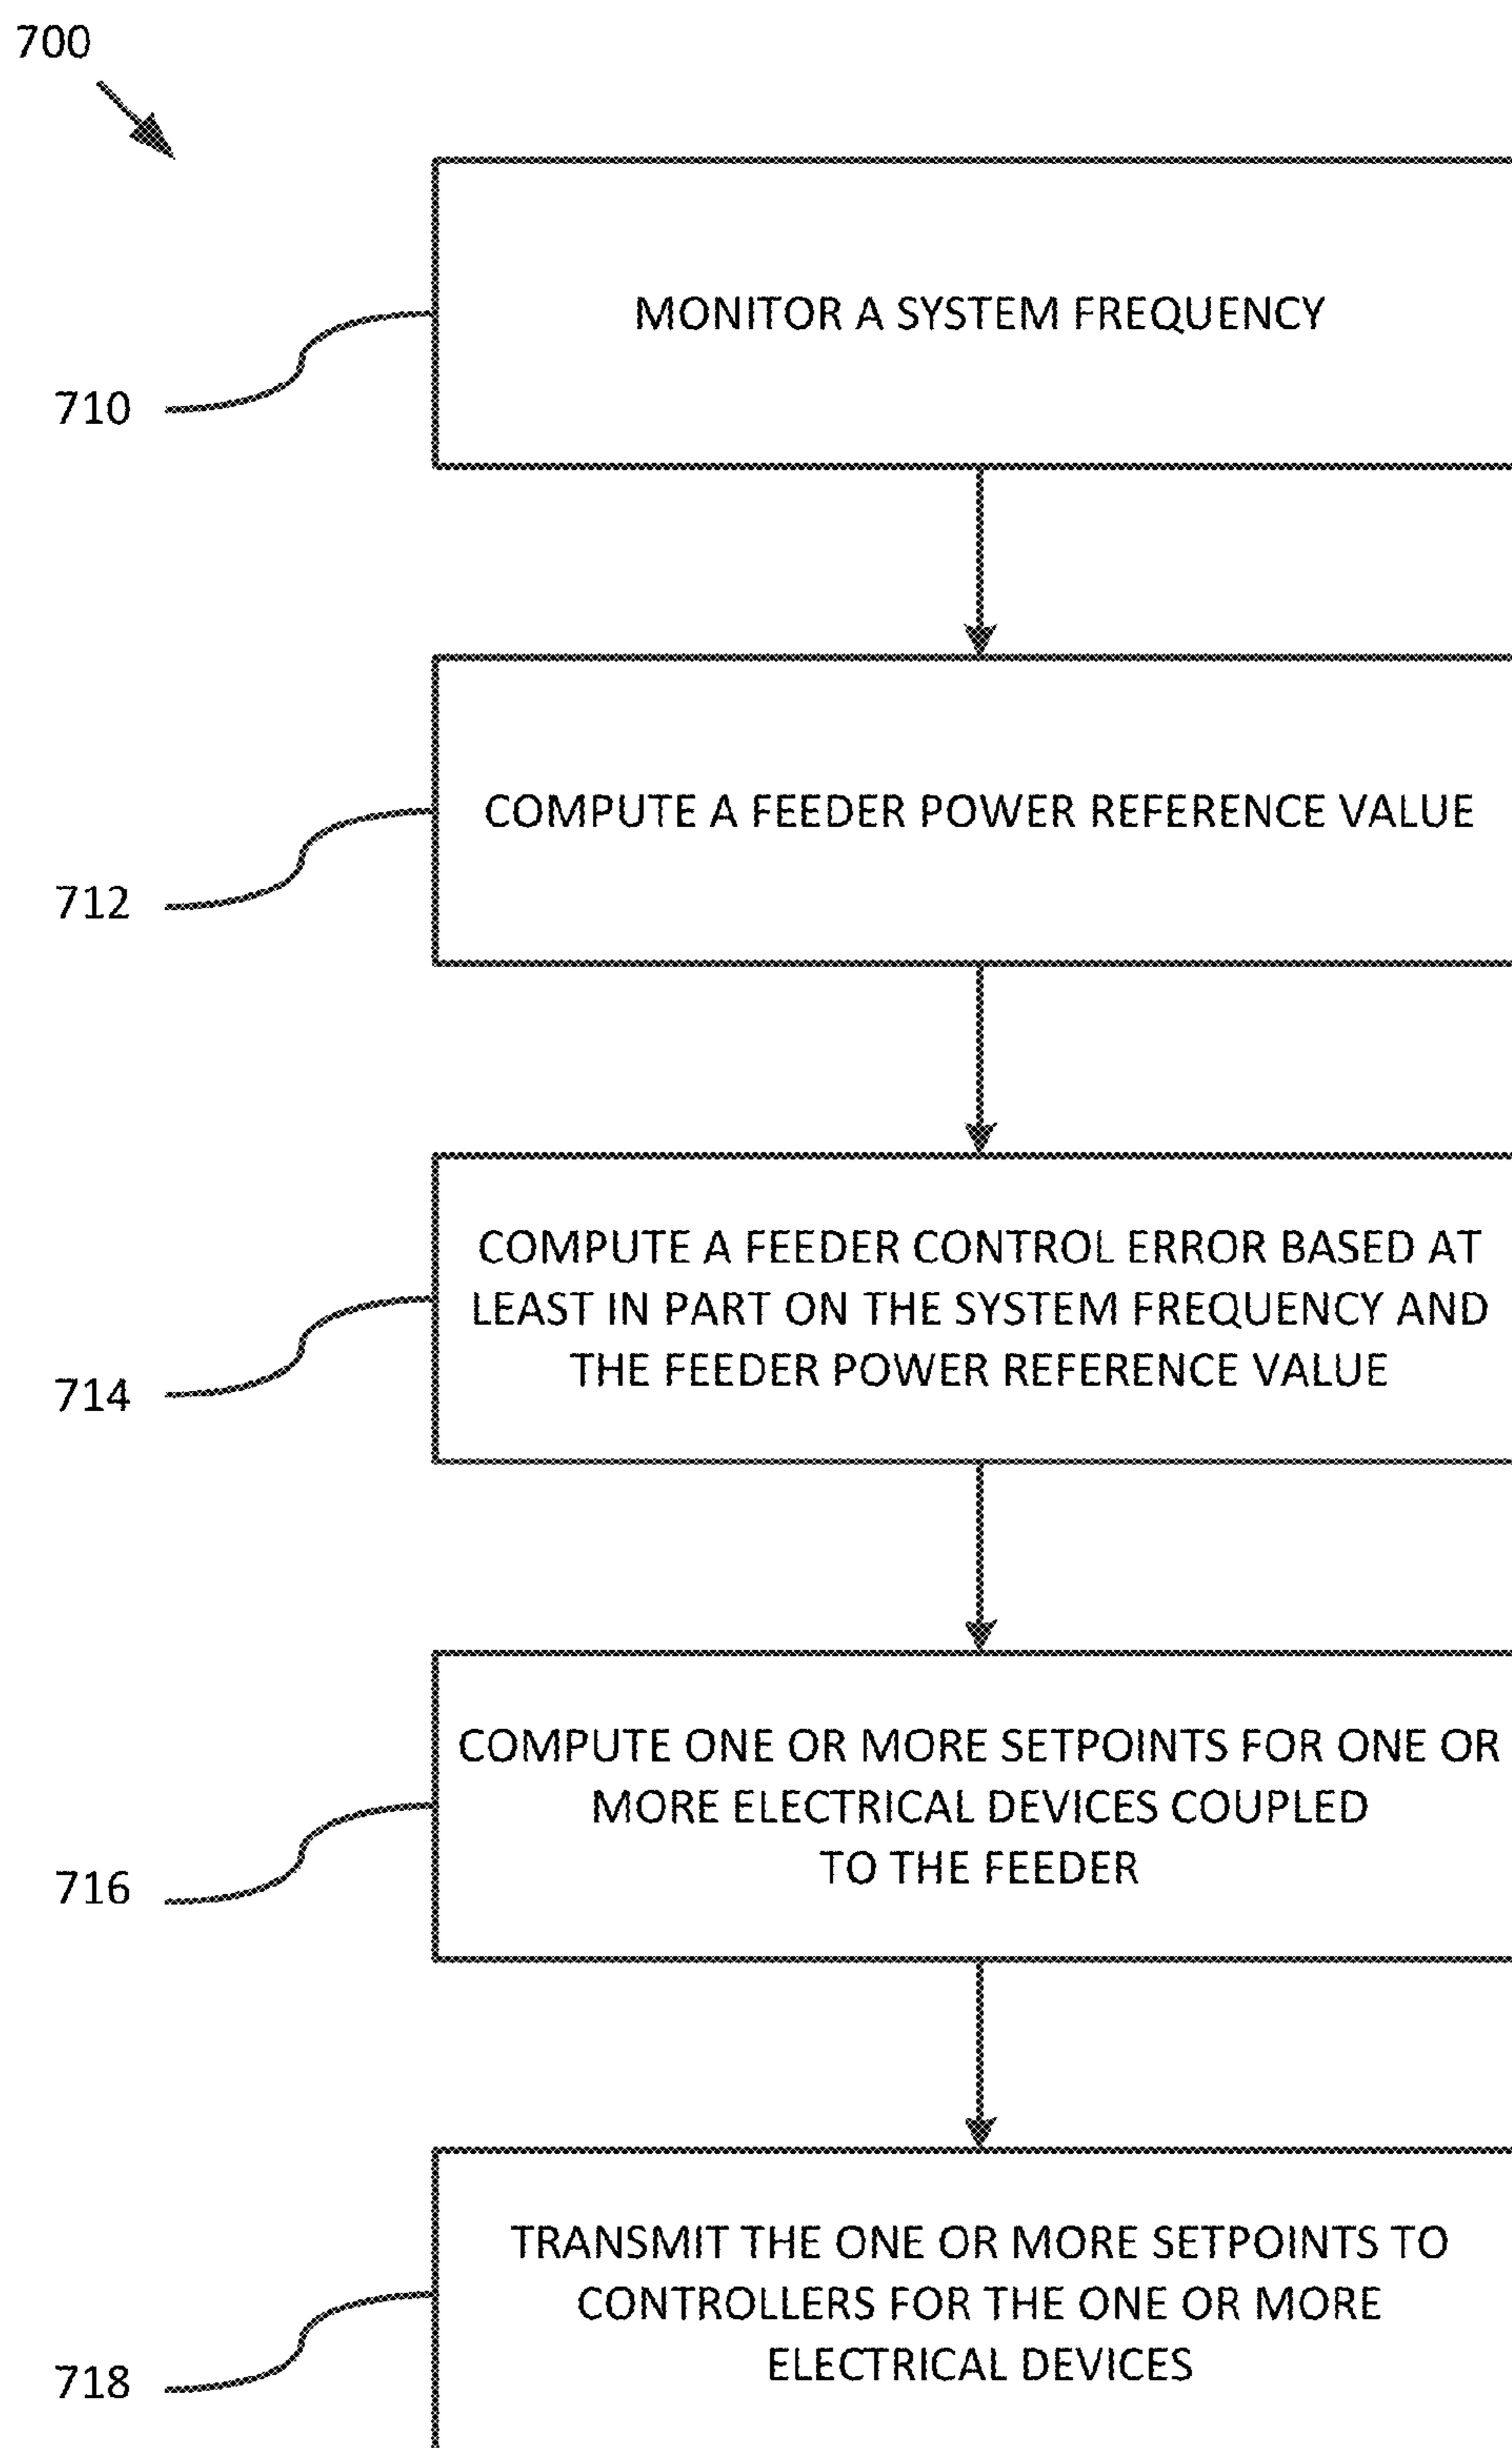 700
MONITOR A SYSTEM FREQUENCY
710
COMPUTE A FEEDER POWER REFERENCE VALUE
712
COMPUTE A FEEDER CONTROL ERROR BASED AT
LEAST IN PART ON THE SYSTEM FREQUENCY AND
THE FEEDER POWER REFERENCE VALUE
714
COMPUTE ONE OR MORE SETPOINTS FOR ONE OR
MORE ELECTRICAL DEVICES COUPLED
TO THE FEEDER
716
TRANSMIT THE ONE OR MORE SETPOINTS TO
CONTROLLERS FOR THE ONE OR MORE
ELECTRICAL DEVICES
718